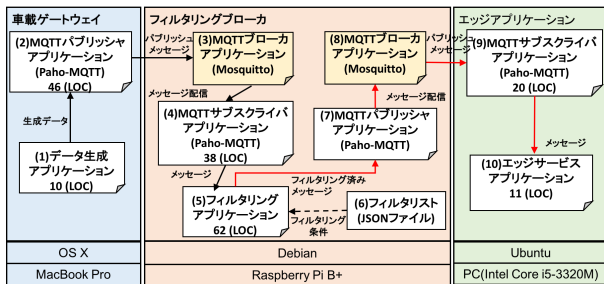 車載ゲートウェイ
(2)MQTTパブリッシャ
アプリケーション
(Paho-MQTT)
46 (LOC)
生成データ
(1)データ生成
アプリケーション
10 (LOC)
OS X
MacBook Pro
フィルタリングブローカ
パブリッシュ
メッセージ
(3)MQTTブローカ
アプリケーション
(Mosquitto)
メッセージ配信
(4)MQTTサブスクライバ
アプリケーション
(Paho-MQTT)
38 (LOC)
メッセージ
(5)フィルタリング
アプリケーション
62 (LOC)
フィルタリング済み
メッセージ
フィルタリング
条件
(6)フィルタリスト
(JSONファイル)
(7)MQTTパブリッシャ
アプリケーション
(Paho-MQTT)
メッセージ配信
(8)MQTTブローカ
アプリケーション
(Mosquitto)
Debian
Raspberry Pi B+
エッジアプリケーション
パブリッシュ
メッセージ
(9)MQTTサブスクライバ
アプリケーション
(Paho-MQTT)
20 (LOC)
メッセージ
(10)エッジサービス
アプリケーション
11 (LOC)
Ubuntu
PC(Intel Core i5-3320M)